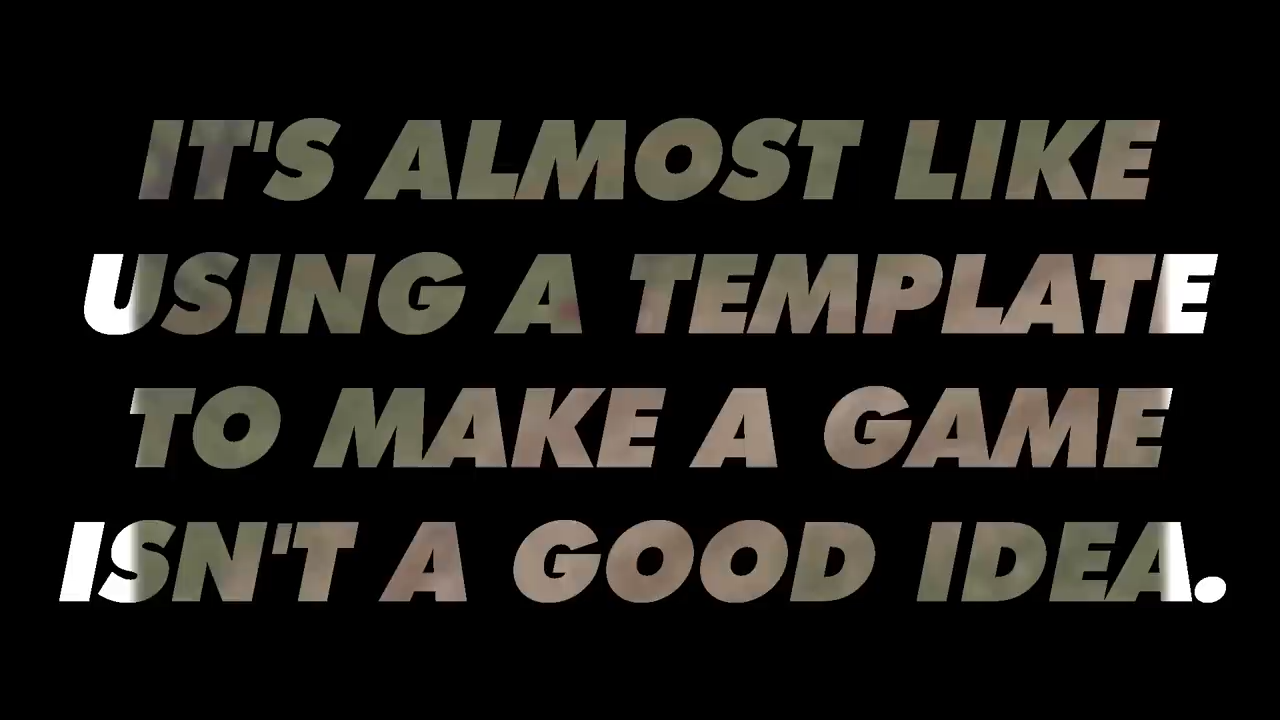 IT'S ALMOST LIKE
USING A TEMPLATE
TO MAKE A GAME
ISN'T A GOOD IDEA.